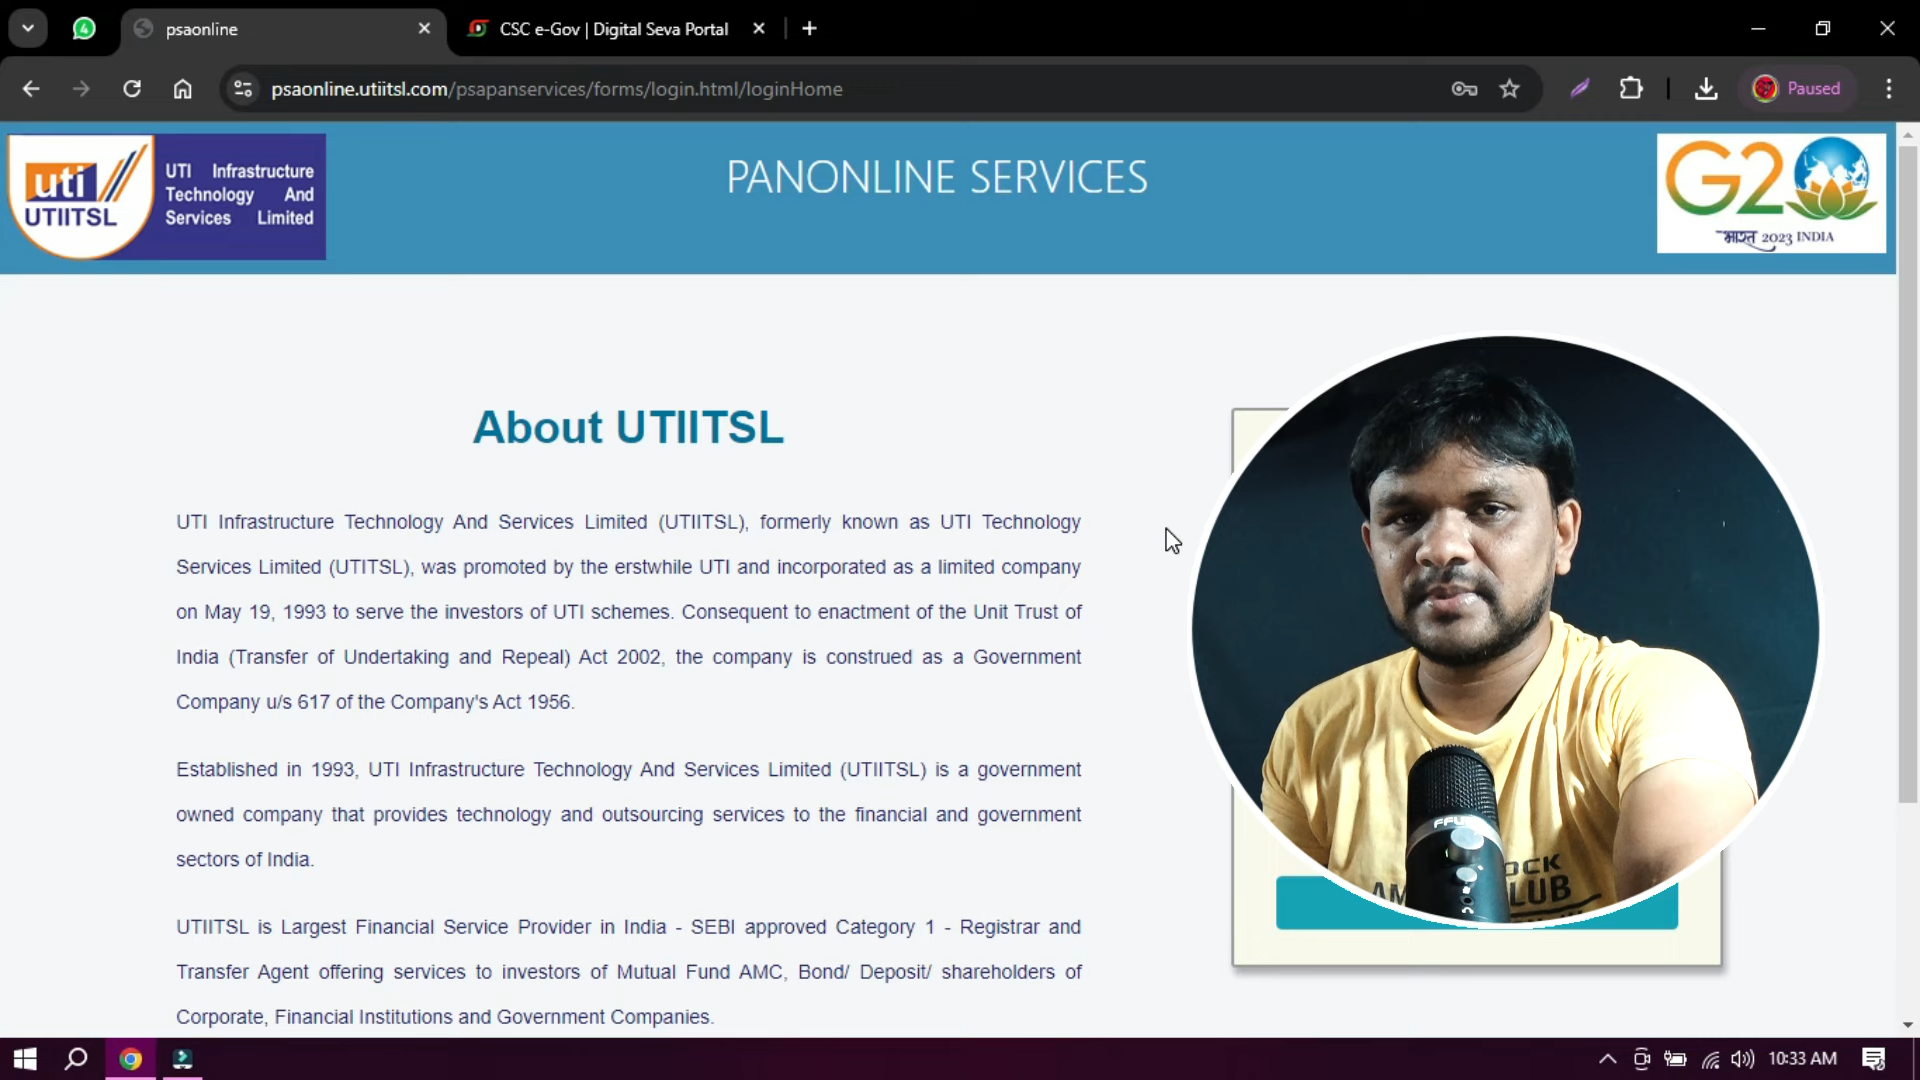 psaonline
CSC e-Gov | Digital Seva Portal
psaonline.utiitsl.com/psapanservices/forms/login.html/loginHome
Paused
uti
UTIITSL
UTI Infrastructure
Technology And
Services Limited
PANONLINE SERVICES
G20
भारत 2023 INDIA
About UTIITSL
UTI Infrastructure Technology And Services Limited (UTIITSL), formerly known as UTI Technology
Services Limited (UTITSL), was promoted by the erstwhile UTI and incorporated as a limited company
on May 19, 1993 to serve the investors of UTI schemes. Consequent to enactment of the Unit Trust of
India (Transfer of Undertaking and Repeal) Act 2002, the company is construed as a Government
Company u/s 617 of the Company's Act 1956.
Established in 1993, UTI Infrastructure Technology And Services Limited (UTIITSL) is a government
owned company that provides technology and outsourcing services to the financial and government
sectors of India.
UTIITSL is Largest Financial Service Provider in India - SEBI approved Category 1 - Registrar and
Transfer Agent offering services to investors of Mutual Fund AMC, Bond/ Deposit/ shareholders of
Corporate, Financial Institutions and Government Companies.
10:33 AM